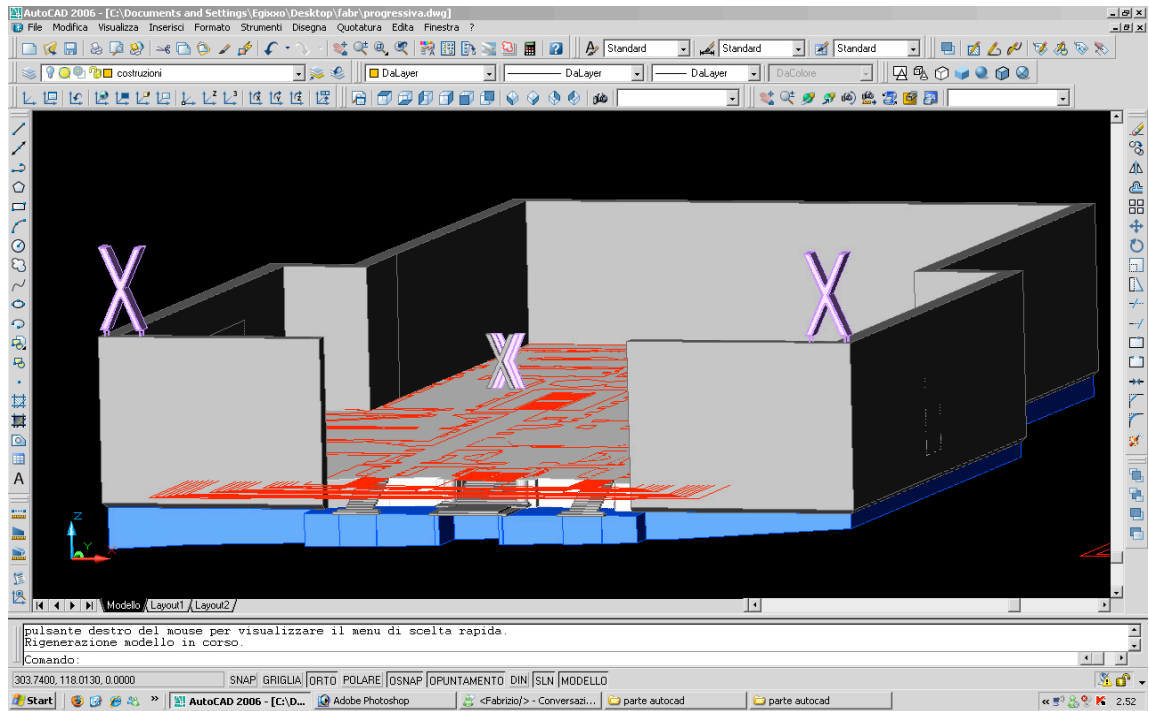 AutoCAD 2006 - [C:\Documents and Settings\Egixxo\Desktop\fabr\progressiva.dwg]
File Modifica Visualizza Inserisci Formato Strumenti Disegna Quotatura Edita Finestra ?
Standard Standard Standard
costruzioni DaLayer DaLayer DaLayer DaColore
X X
X
A
Z
Y X
Modello Layout1 Layout2
pulsante destro del mouse per visualizzare il menu di scelta rapida.
Rigenerazione modello in corso.
Comando:
303.7400, 118.0130, 0.0000 SNAP GRIGLIA ORTO POLARE OSNAP OPUNTAMENTO DIN SLN MODELLO
Start » AutoCAD 2006 - [C:\D... Adobe Photoshop <Fabrizio/> - Conversazi... parte autocad parte autocad « 2.52